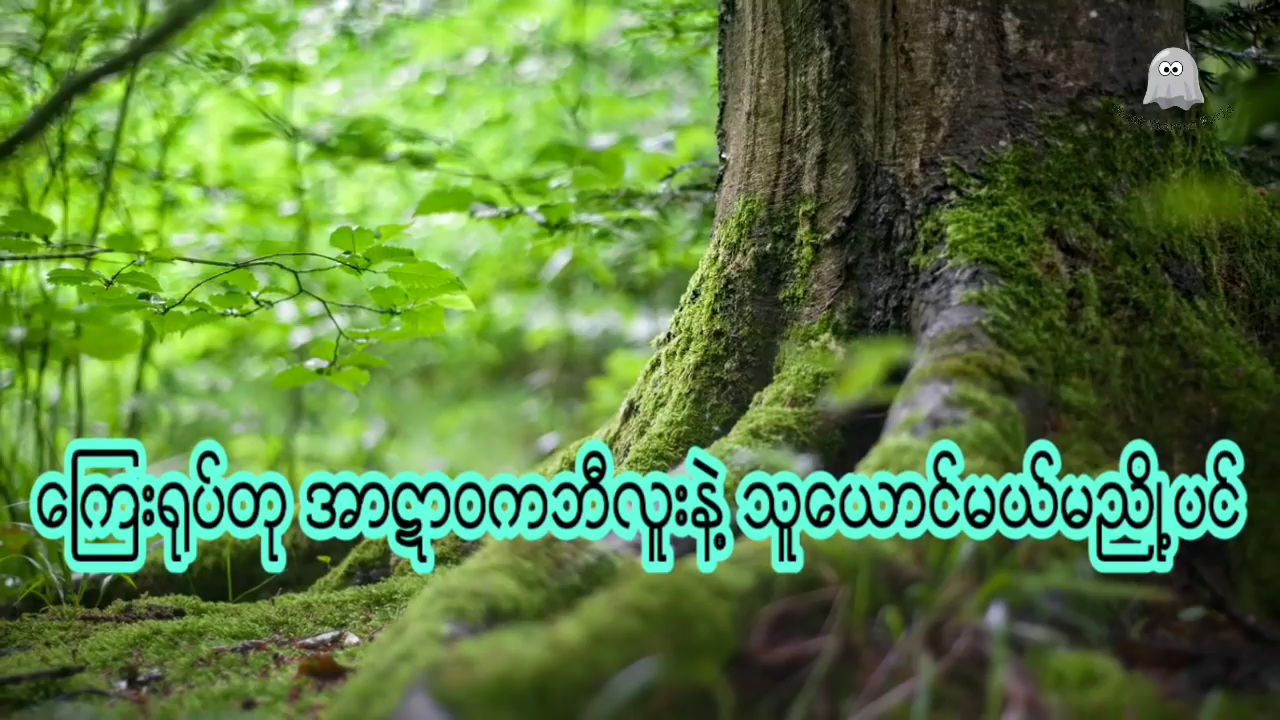 ကြေးရုပ်တု အာဠာဝကဘီလူးနဲ့ သူယောင်မယ်မညှို့ပင်